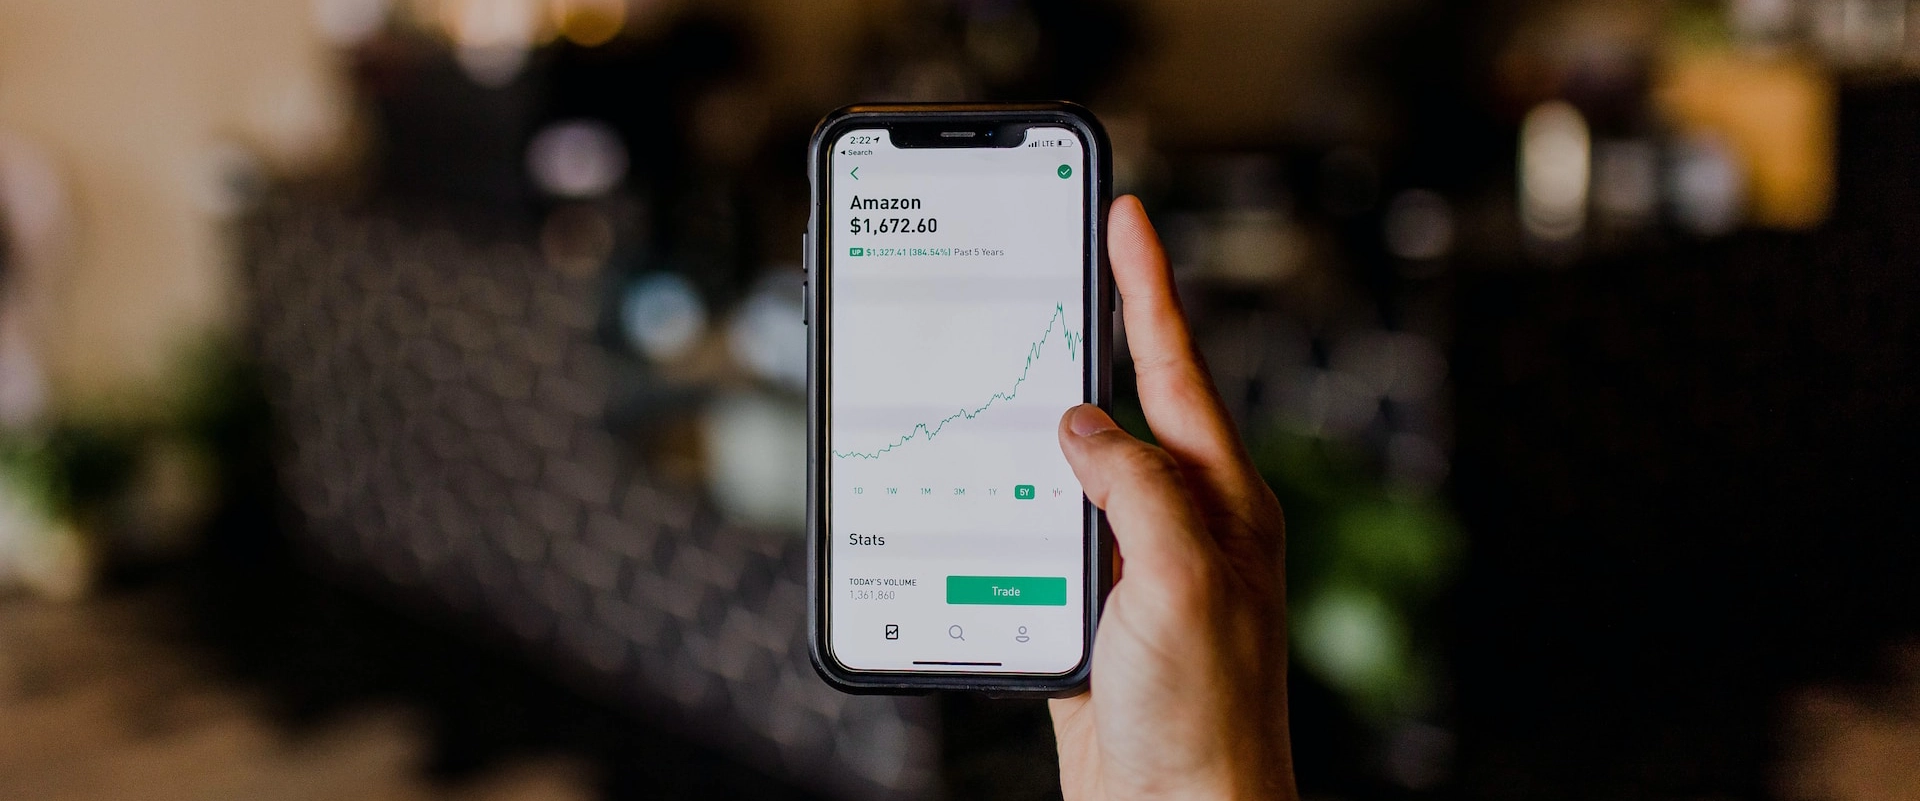 2:22
LTE
Search
Amazon
$1,672.60
UP $1,327.41 (384.54%) Past 5 Years
1D 1W 1M 3M 1Y 5Y
Stats
TODAY'S VOLUME
1,361,860
Trade